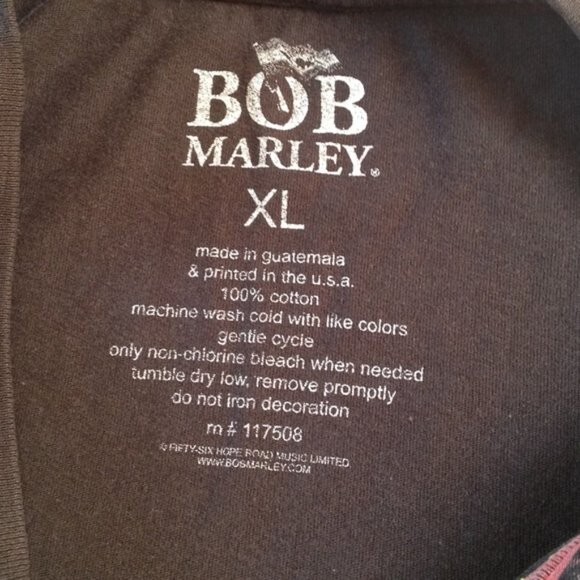 BOB
MARLEY®
XL
made in guatemala
& printed in the u.s.a.
100% cotton
machine wash cold with like colors
gentle cycle
only non-chlorine bleach when needed
tumble dry low, remove promptly
do not iron decoration
rn# 117508
© FIFTY-SIX HOPE ROAD MUSIC LIMITED
WWW.BOBMARLEY.COM